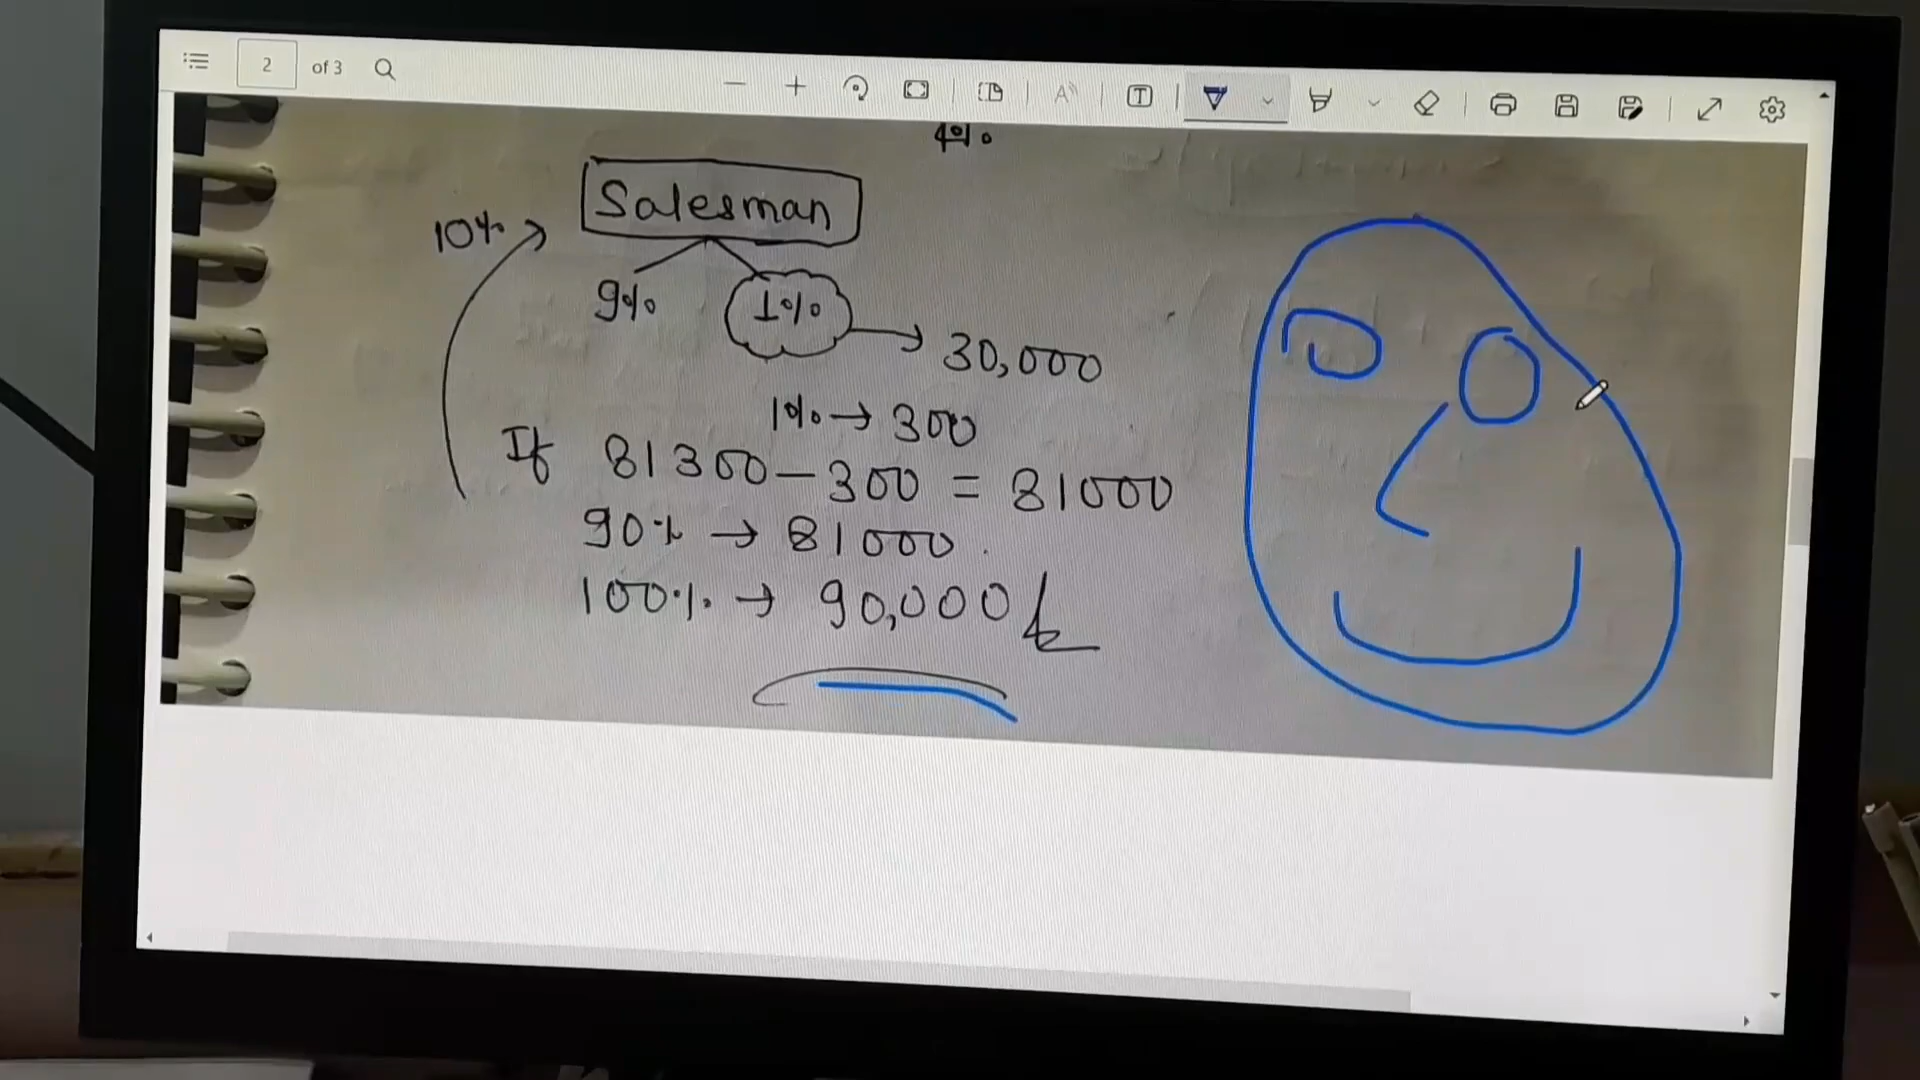 2 of 3
4%
Salesman
10%
9% 1% → 30,000
1% → 300
If 81300 - 300 = 81000
90% → 81000.
100% → 90,000